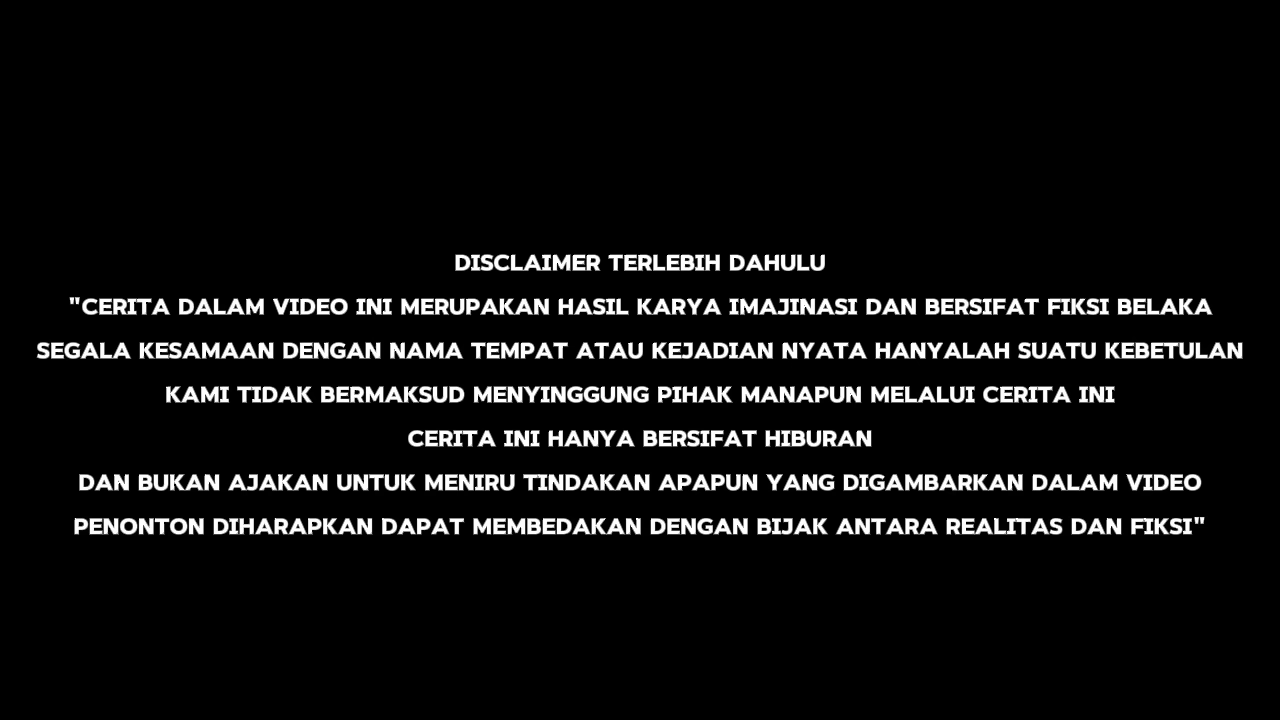 DISCLAIMER TERLEBIH DAHULU
"CERITA DALAM VIDEO INI MERUPAKAN HASIL KARYA IMAJINASI DAN BERSIFAT FIKSI BELAKA
SEGALA KESAMAAN DENGAN NAMA TEMPAT ATAU KEJADIAN NYATA HANYALAH SUATU KEBETULAN
KAMI TIDAK BERMAKSUD MENYINGGUNG PIHAK MANAPUN MELALUI CERITA INI
CERITA INI HANYA BERSIFAT HIBURAN
DAN BUKAN AJAKAN UNTUK MENIRU TINDAKAN APAPUN YANG DIGAMBARKAN DALAM VIDEO
PENONTON DIHARAPKAN DAPAT MEMBEDAKAN DENGAN BIJAK ANTARA REALITAS DAN FIKSI"